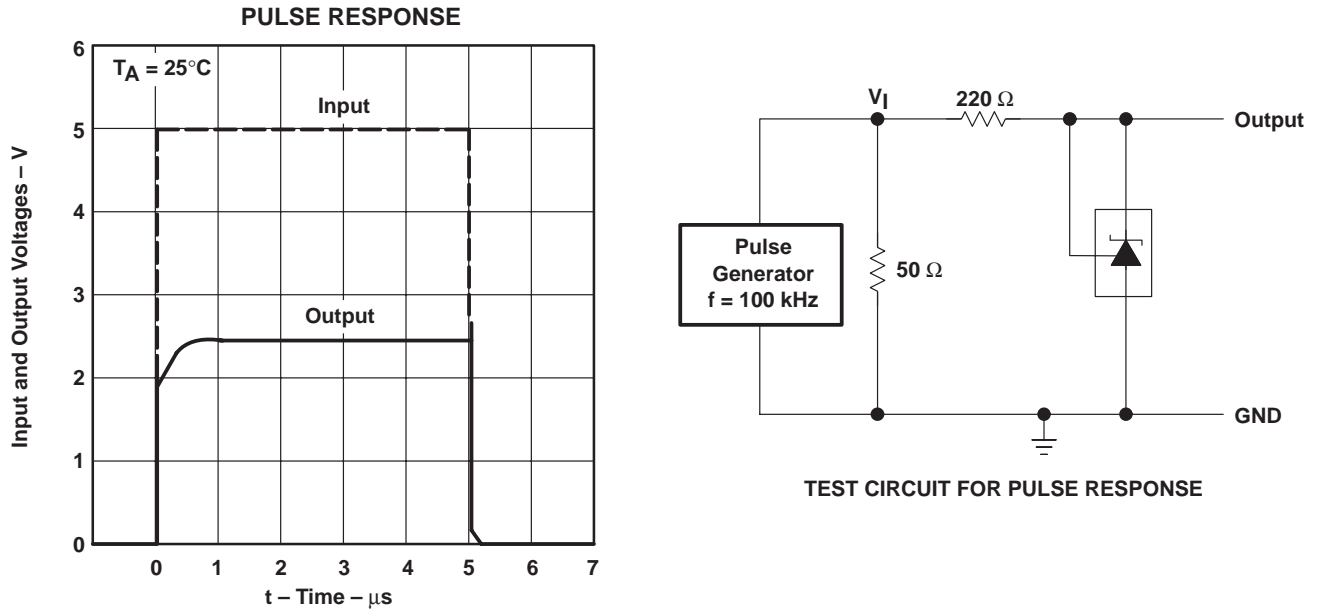 PULSE RESPONSE
6
5
4
3
2
1
0
Input and Output Voltages – V
TA = 25°C
Input
Output
0 1 2 3 4 5 6 7
t – Time – μs
VI
220 Ω
Output
Pulse
Generator
f = 100 kHz
50 Ω
GND
TEST CIRCUIT FOR PULSE RESPONSE